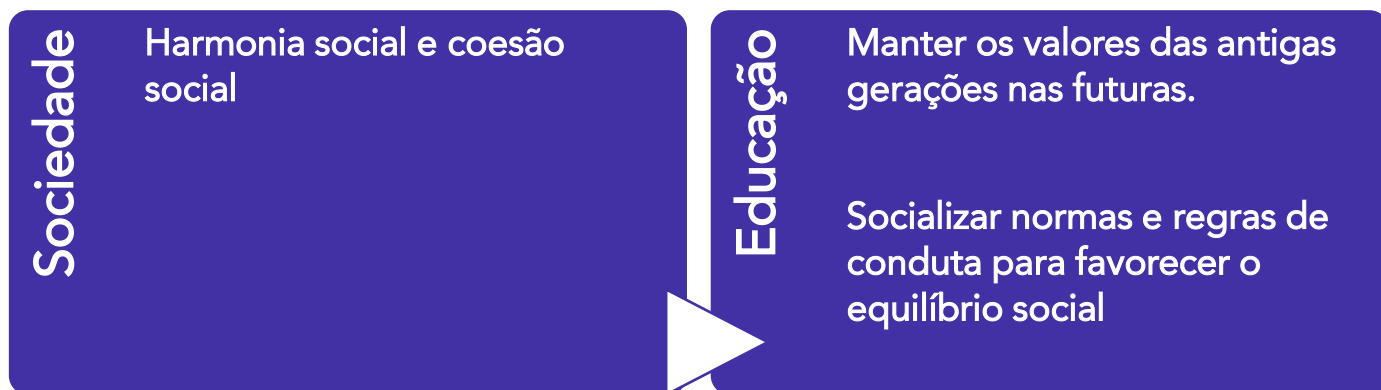 Sociedade
Harmonia social e coesão
social
Educação
Manter os valores das antigas
gerações nas futuras.
Socializar normas e regras de
conduta para favorecer o
equilíbrio social